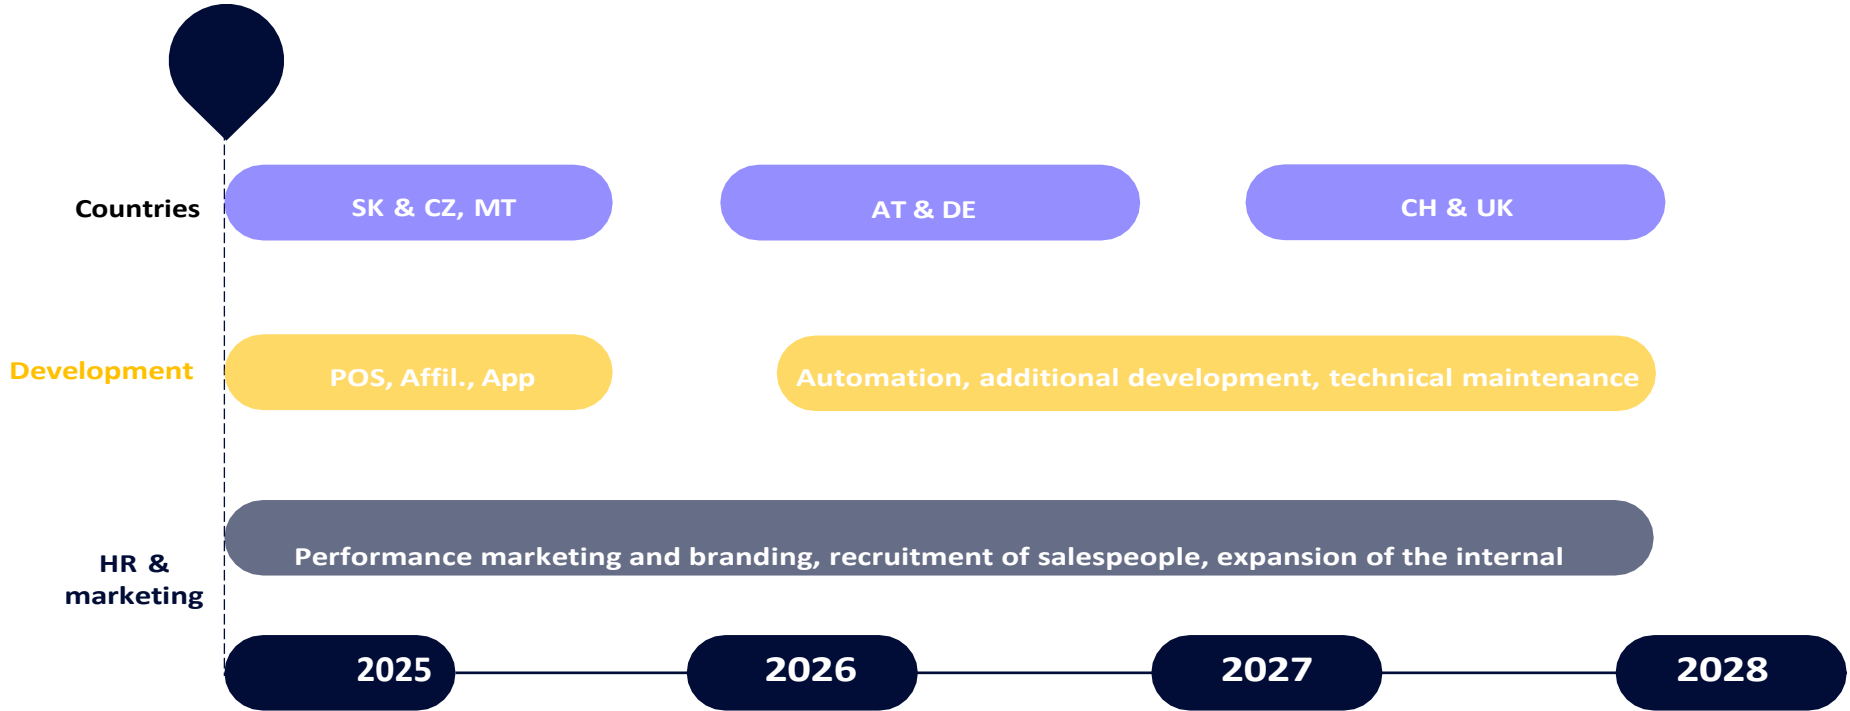 Countries
SK & CZ, MT
AT & DE
CH & UK
Development
POS, Affil., App
Automation, additional development, technical maintenance
HR &
marketing
Performance marketing and branding, recruitment of salespeople, expansion of the internal
2025
2026
2027
2028